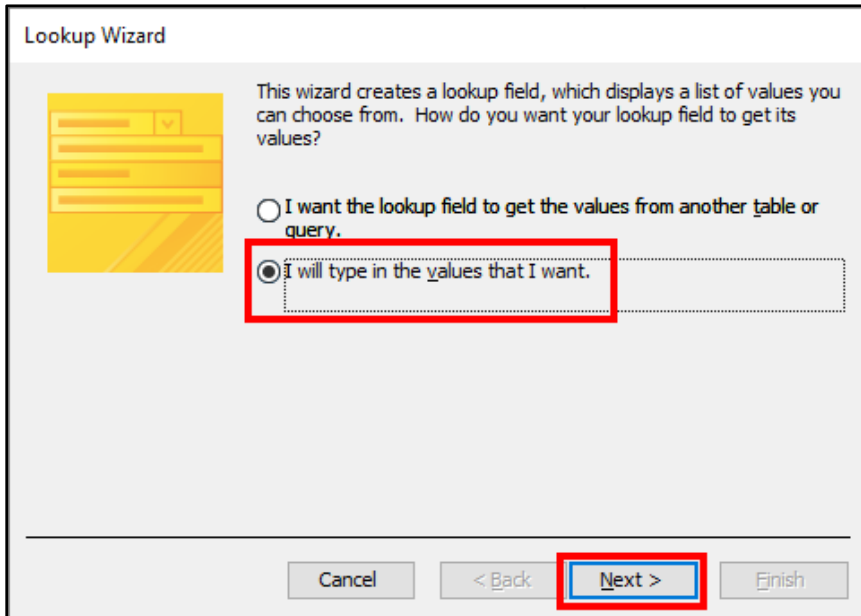 Lookup Wizard
This wizard creates a lookup field, which displays a list of values you
can choose from. How do you want your lookup field to get its
values?
I want the lookup field to get the values from another table or
query.
I will type in the values that I want.
Cancel
< Back
Next >
Finish